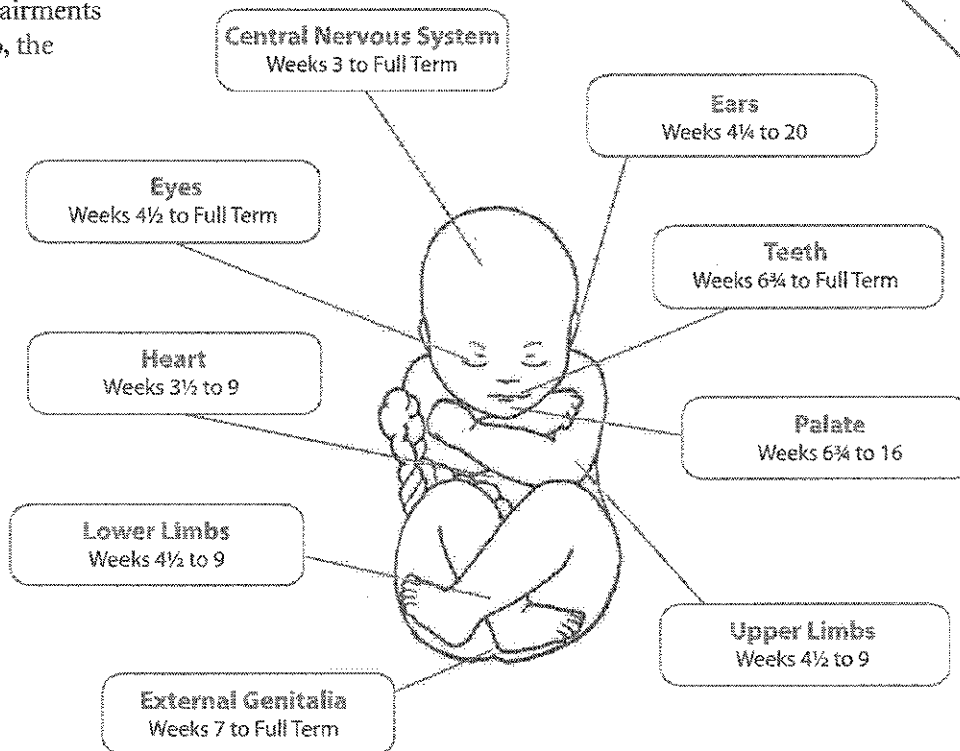 airments
the
Central Nervous System
Weeks 3 to Full Term
Ears
Weeks 4¼ to 20
Eyes
Weeks 4½ to Full Term
Teeth
Weeks 6¾ to Full Term
Heart
Weeks 3½ to 9
Palate
Weeks 6¾ to 16
Lower Limbs
Weeks 4½ to 9
Upper Limbs
Weeks 4½ to 9
External Genitalia
Weeks 7 to Full Term